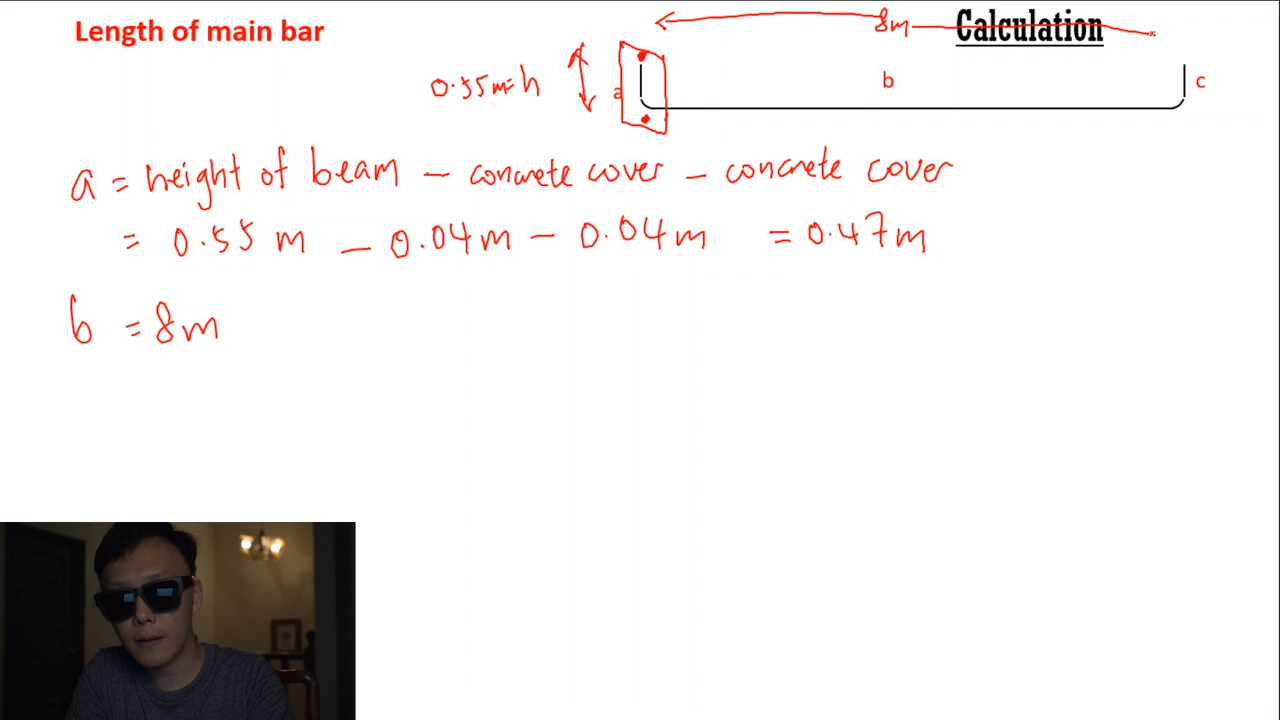 Length of main bar
8m
Calculation
0.55m=h
a
b
c
a = height of beam - concrete cover - concrete cover
= 0.55 m - 0.04m - 0.04m = 0.47m
b = 8m